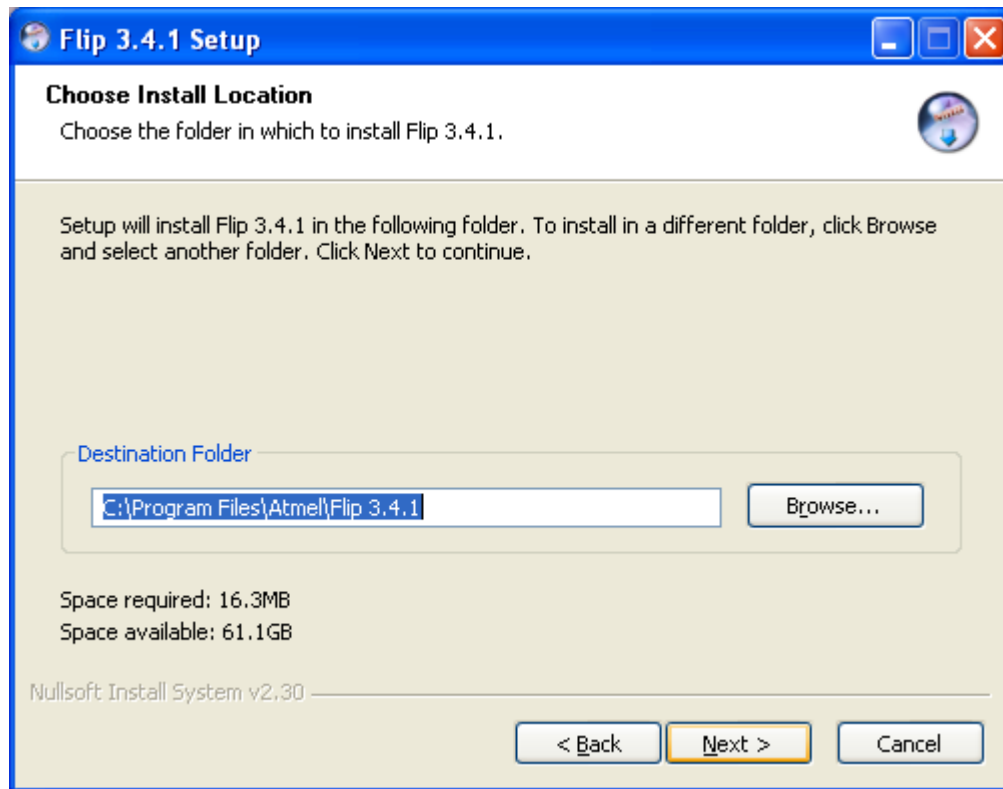 Flip 3.4.1 Setup
Choose Install Location
Choose the folder in which to install Flip 3.4.1.
Setup will install Flip 3.4.1 in the following folder. To install in a different folder, click Browse
and select another folder. Click Next to continue.
Destination Folder
C:\Program Files\Atmel\Flip 3.4.1
Browse...
Space required: 16.3MB
Space available: 61.1GB
Nullsoft Install System v2.30
< Back
Next >
Cancel